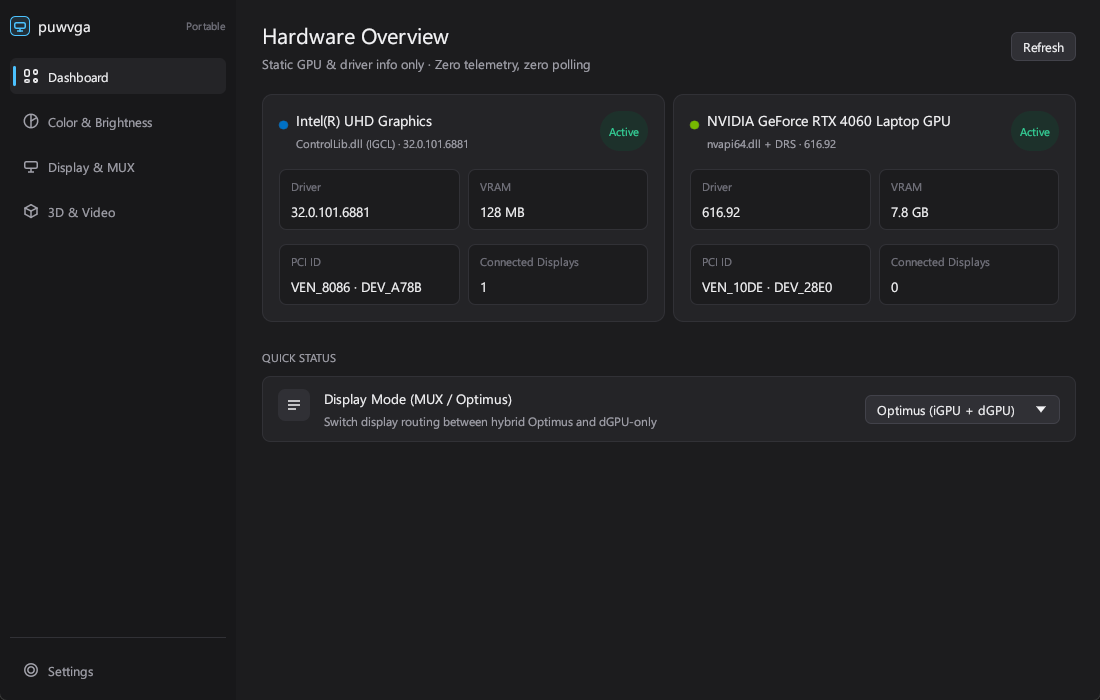 puwvga
Portable
Dashboard
Color & Brightness
Display & MUX
3D & Video
Settings
Hardware Overview
Static GPU & driver info only · Zero telemetry, zero polling
Refresh
Intel(R) UHD Graphics
ControlLib.dll (IGCL) · 32.0.101.6881
Active
Driver
32.0.101.6881
VRAM
128 MB
PCI ID
VEN_8086 · DEV_A78B
Connected Displays
1
NVIDIA GeForce RTX 4060 Laptop GPU
nvapi64.dll + DRS · 616.92
Active
Driver
616.92
VRAM
7.8 GB
PCI ID
VEN_10DE · DEV_28E0
Connected Displays
0
QUICK STATUS
Display Mode (MUX / Optimus)
Switch display routing between hybrid Optimus and dGPU-only
Optimus (iGPU + dGPU)